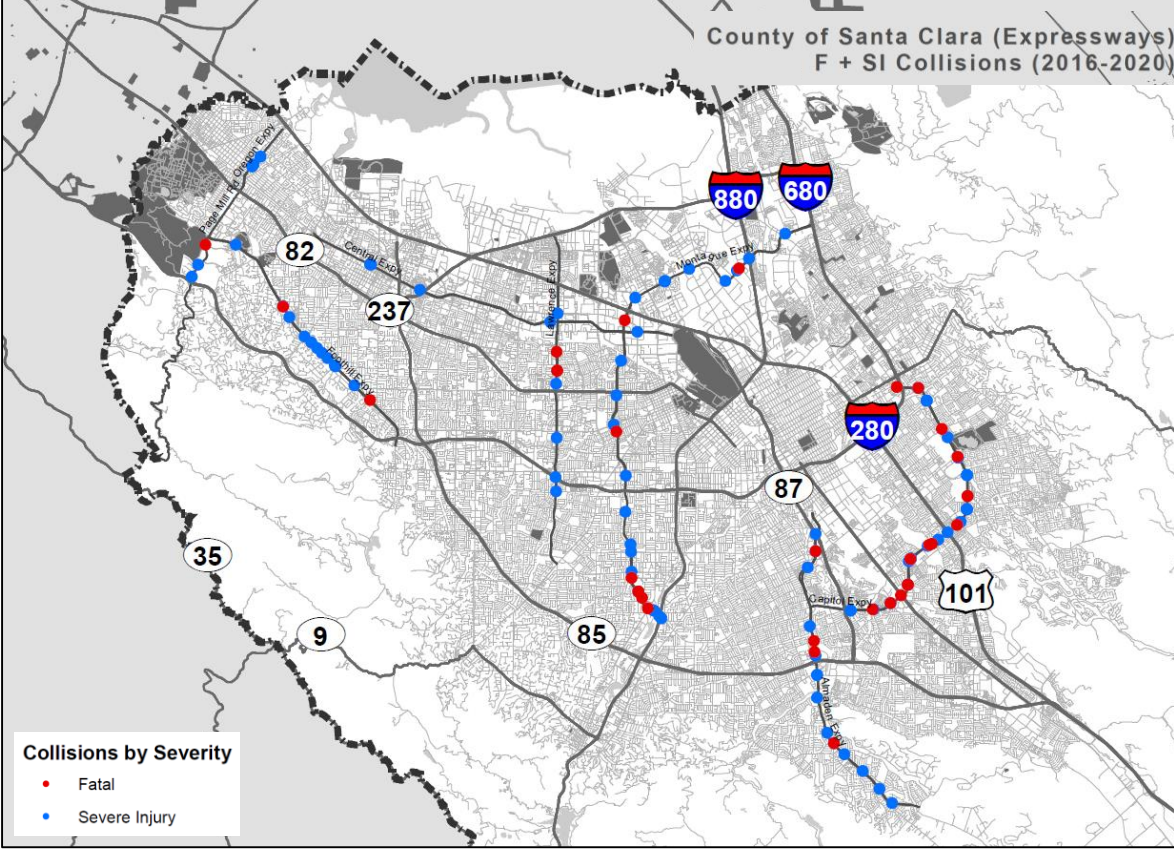 County of Santa Clara (Expressways)
F + SI Collisions (2016-2020)
Page Mill Rd
Oregon Expy
880
680
82
Central Expy
Montague Expy
237
Lawrence Expy
Foothill Expy
280
87
35
101
Capitol Expy
9
85
Almaden Expy
Collisions by Severity
Fatal
Severe Injury